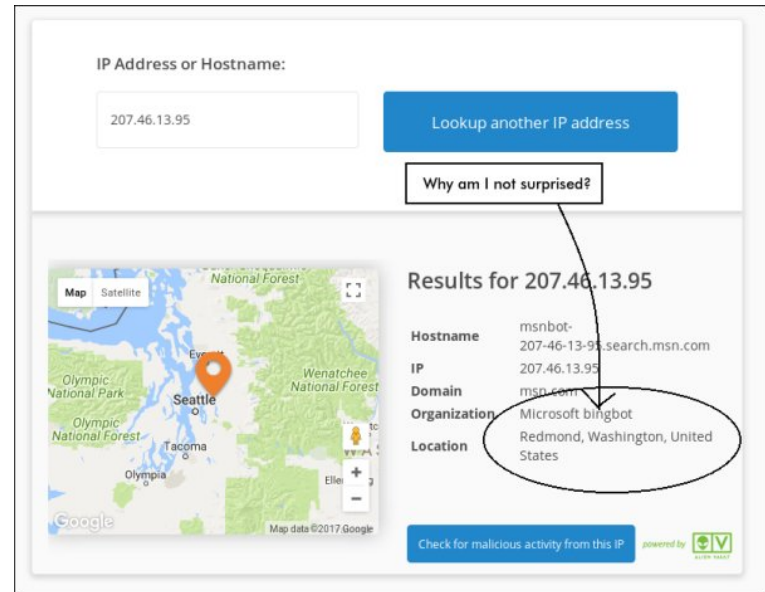 IP Address or Hostname:
207.46.13.95
Lookup another IP address
Why am I not surprised?
National Forest
Map Satellite
Olympic
National Park
Seattle
Wenatchee
National Forest
Olympic
National Forest
Tacoma
Olympia
Google
Map data ©2017 Google
Results for 207.46.13.95
Hostname msnbot-
207-46-13-95.search.msn.com
IP 207.46.13.95
Domain msn.com
Organization Microsoft bingbot
Location Redmond, Washington, United
States
Check for malicious activity from this IP
powered by
ALIEN VAULT